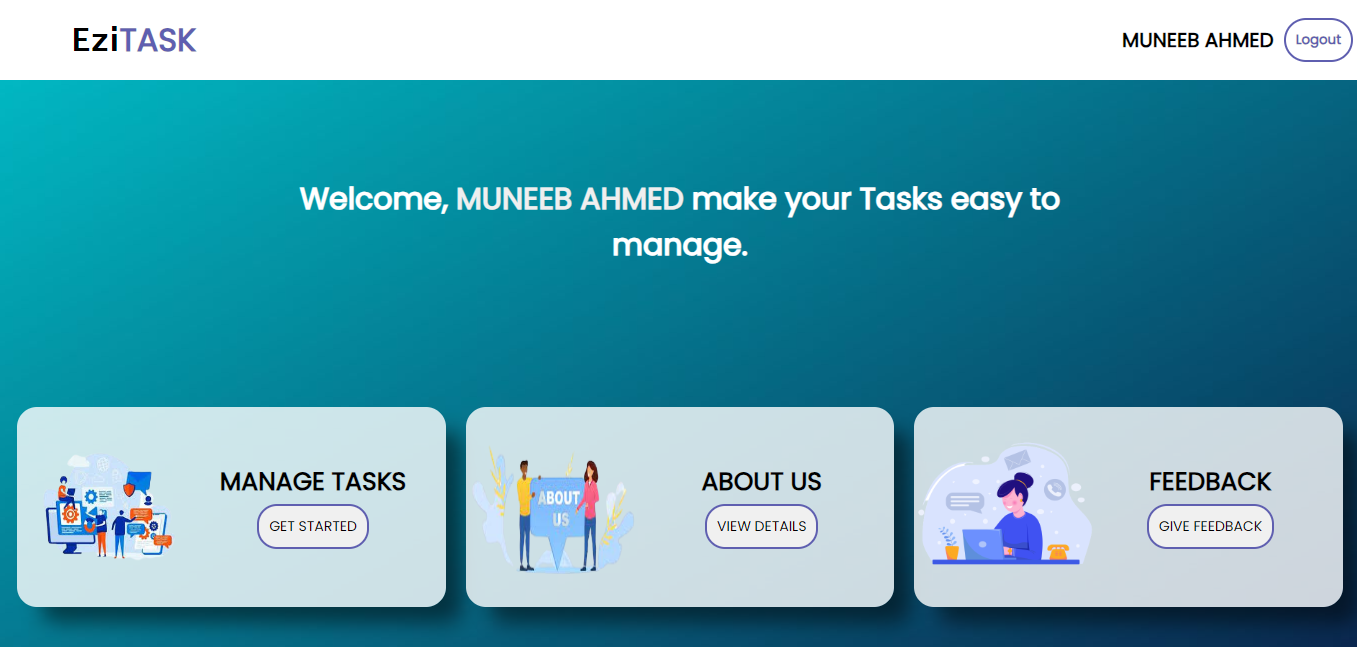 EziTASK
MUNEEB AHMED
Logout
Welcome, MUNEEB AHMED make your Tasks easy to
manage.
MANAGE TASKS
GET STARTED
ABOUT
US
ABOUT US
VIEW DETAILS
FEEDBACK
GIVE FEEDBACK